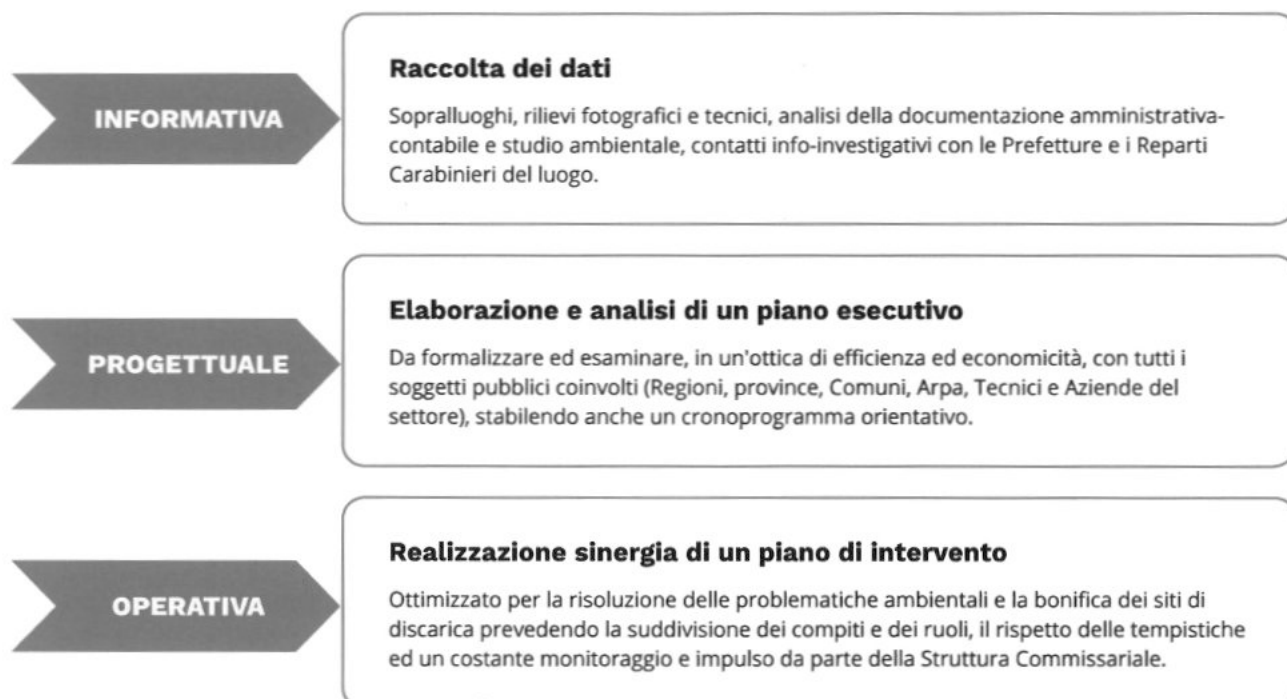 INFORMATIVA
Raccolta dei dati
Sopralluoghi, rilievi fotografici e tecnici, analisi della documentazione amministrativa-
contabile e studio ambientale, contatti info-investigativi con le Prefetture e i Reparti
Carabinieri del luogo.
PROGETTUALE
Elaborazione e analisi di un piano esecutivo
Da formalizzare ed esaminare, in un'ottica di efficienza ed economicità, con tutti i
soggetti pubblici coinvolti (Regioni, province, Comuni, Arpa, Tecnici e Aziende del
settore), stabilendo anche un cronoprogramma orientativo.
OPERATIVA
Realizzazione sinergia di un piano di intervento
Ottimizzato per la risoluzione delle problematiche ambientali e la bonifica dei siti di
discarica prevedendo la suddivisione dei compiti e dei ruoli, il rispetto delle tempistiche
ed un costante monitoraggio e impulso da parte della Struttura Commissariale.